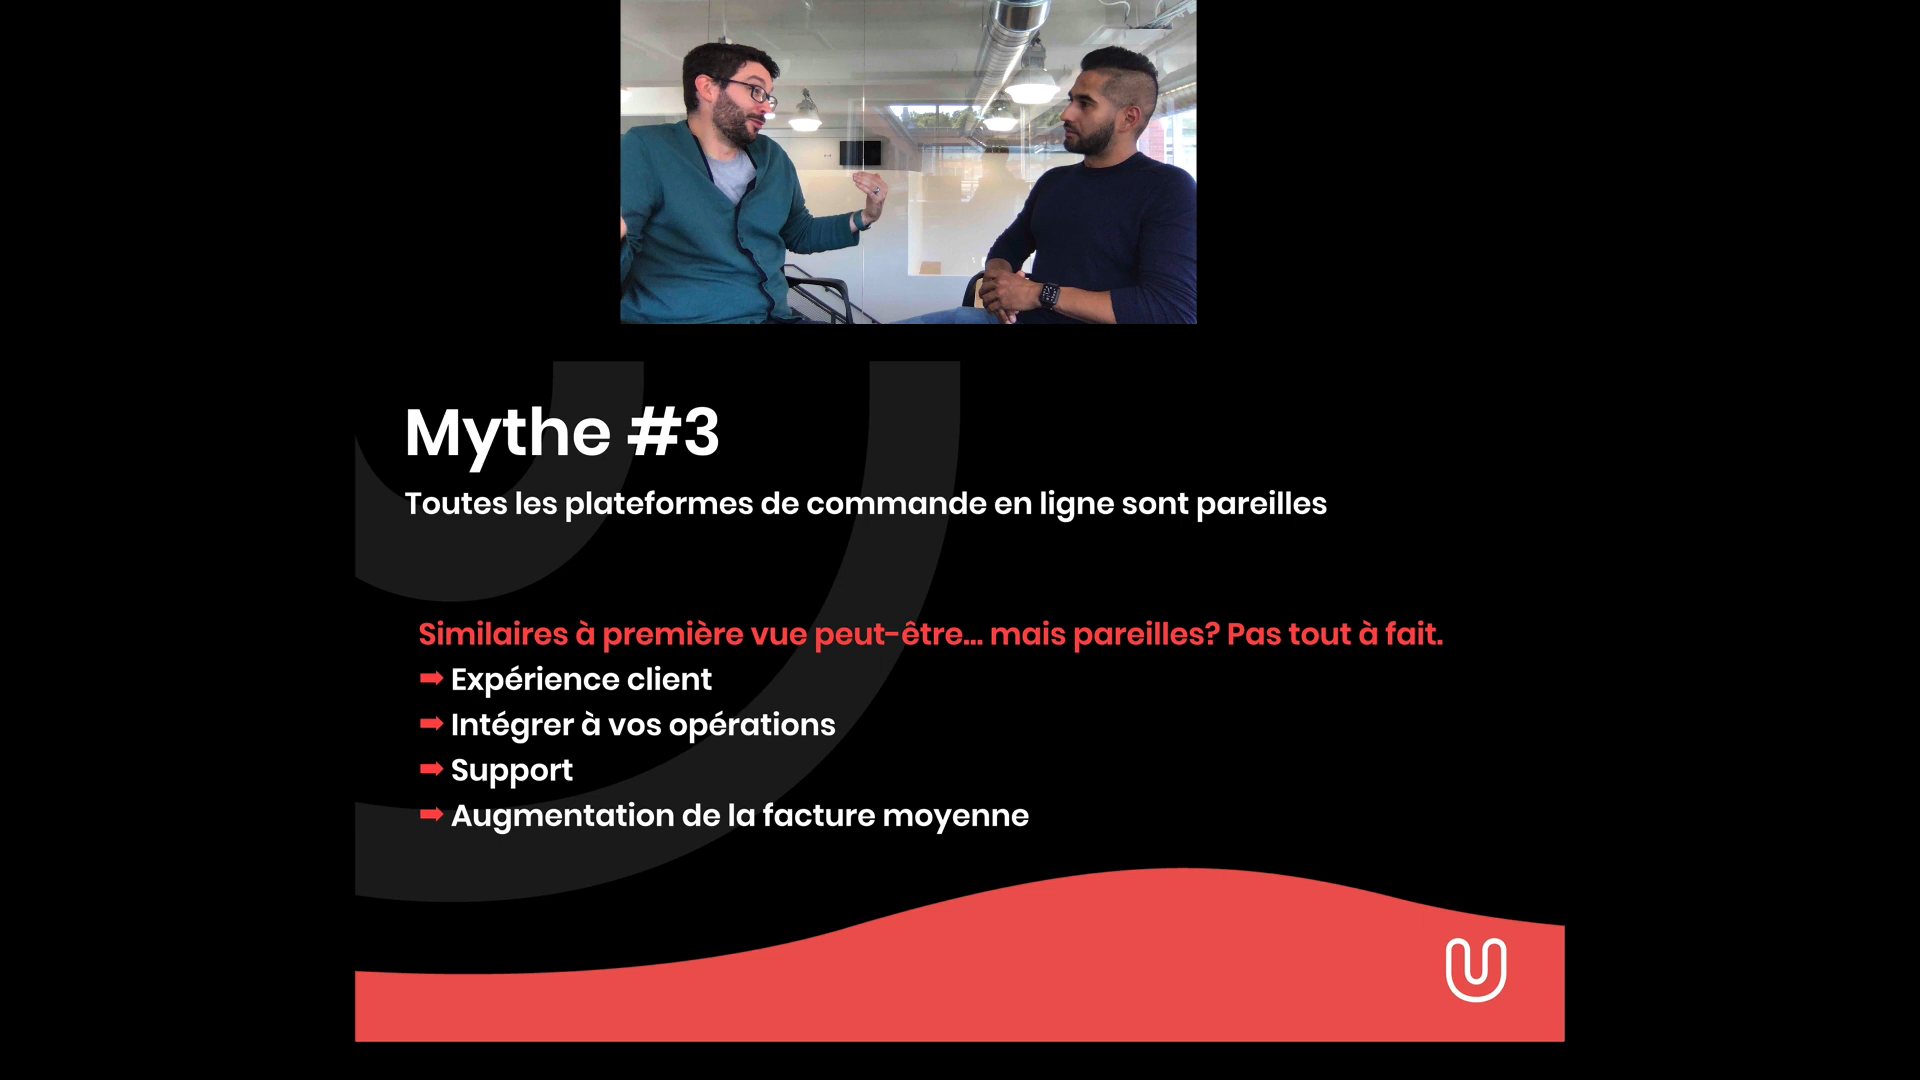 Mythe #3
Toutes les plateformes de commande en ligne sont pareilles
Similaires à première vue peut-être... mais pareilles? Pas tout à fait.
➡ Expérience client
➡ Intégrer à vos opérations
➡ Support
➡ Augmentation de la facture moyenne